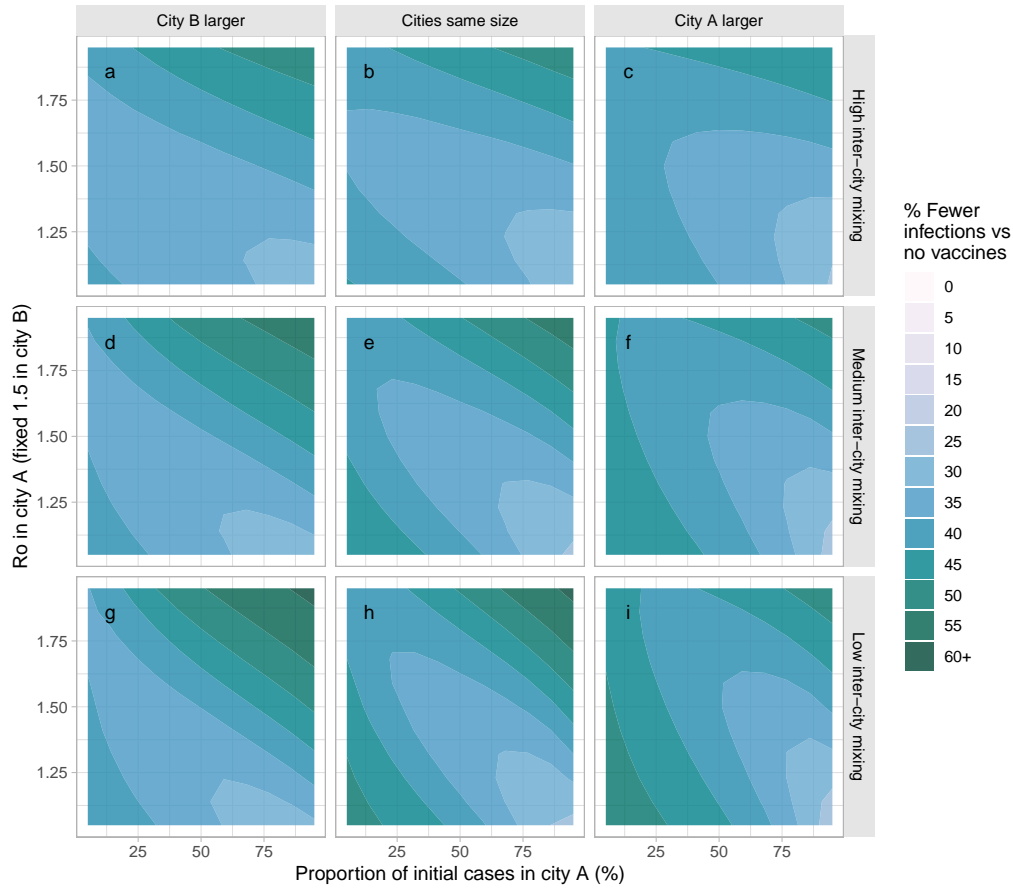 City B larger
Cities same size
City A larger
a
b
c
High inter−city mixing
1.75
1.50
1.25
d
e
f
Medium inter−city mixing
1.75
1.50
1.25
g
h
i
Low inter−city mixing
1.75
1.50
1.25
25
50
75
25
50
75
25
50
75
Ro in city A (fixed 1.5 in city B)
Proportion of initial cases in city A (%)
% Fewer
infections vs
no vaccines
0
5
10
15
20
25
30
35
40
45
50
55
60+